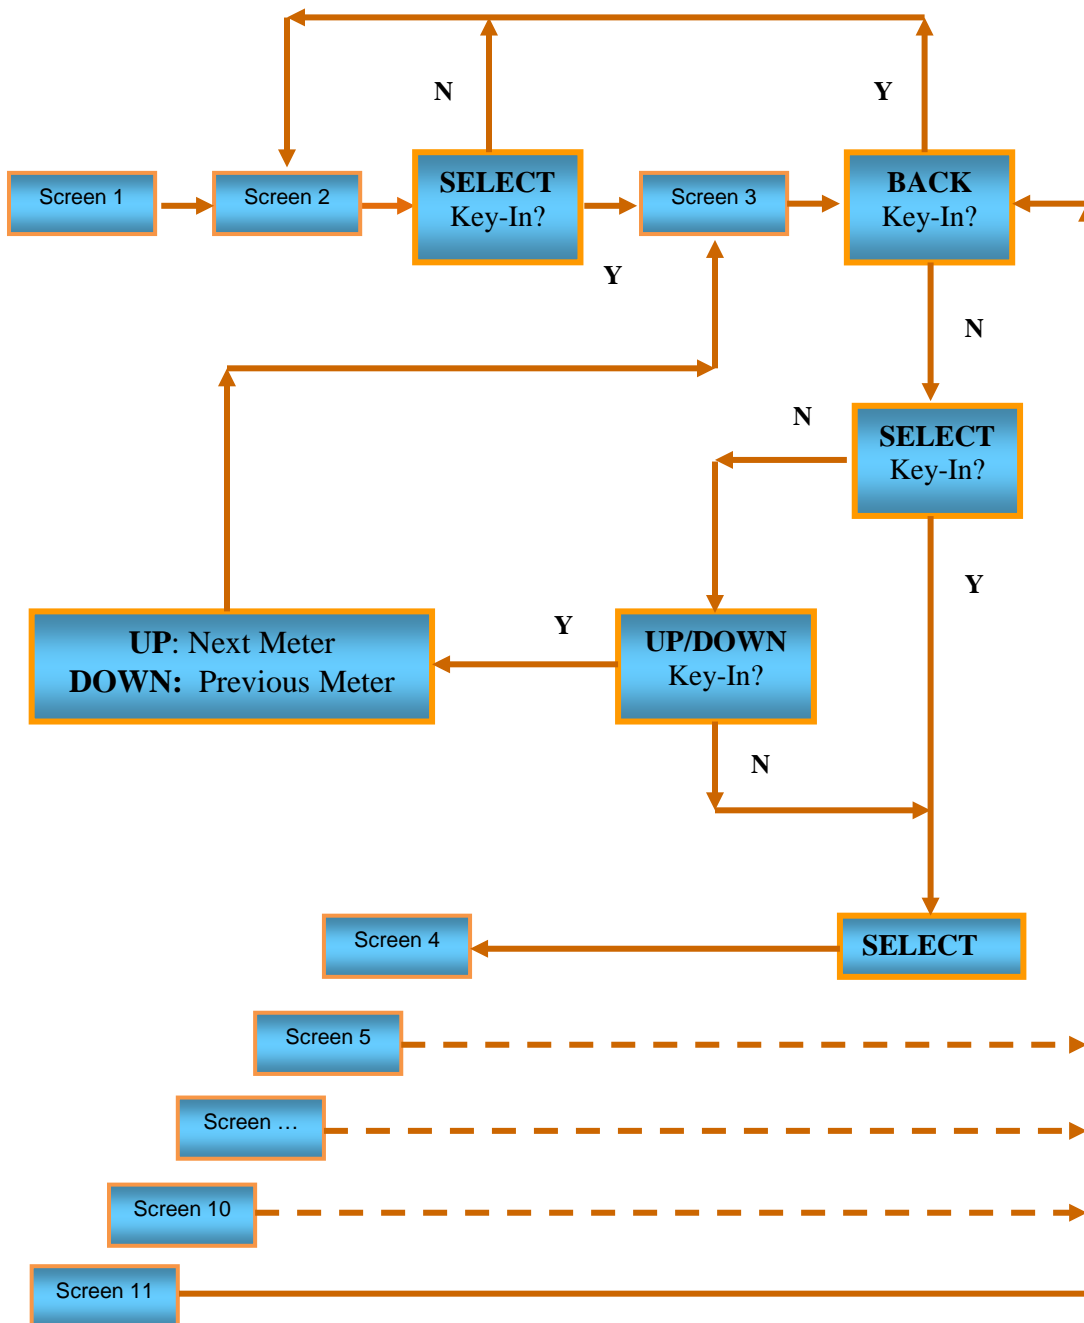 N
Y
Screen 1
Screen 2
SELECT
Key-In?
Screen 3
BACK
Key-In?
Y
N
N
SELECT
Key-In?
Y
UP: Next Meter
DOWN: Previous Meter
Y
UP/DOWN
Key-In?
N
Screen 4
SELECT
Screen 5
Screen …
Screen 10
Screen 11